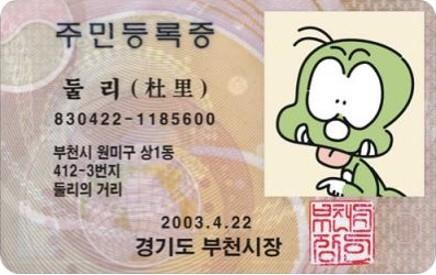 주민등록증
둘 리(杜里)
830422-1185600
부천시 원미구 상1동
412-3번지
둘리의 거리
2003.4.22
경기도 부천시장